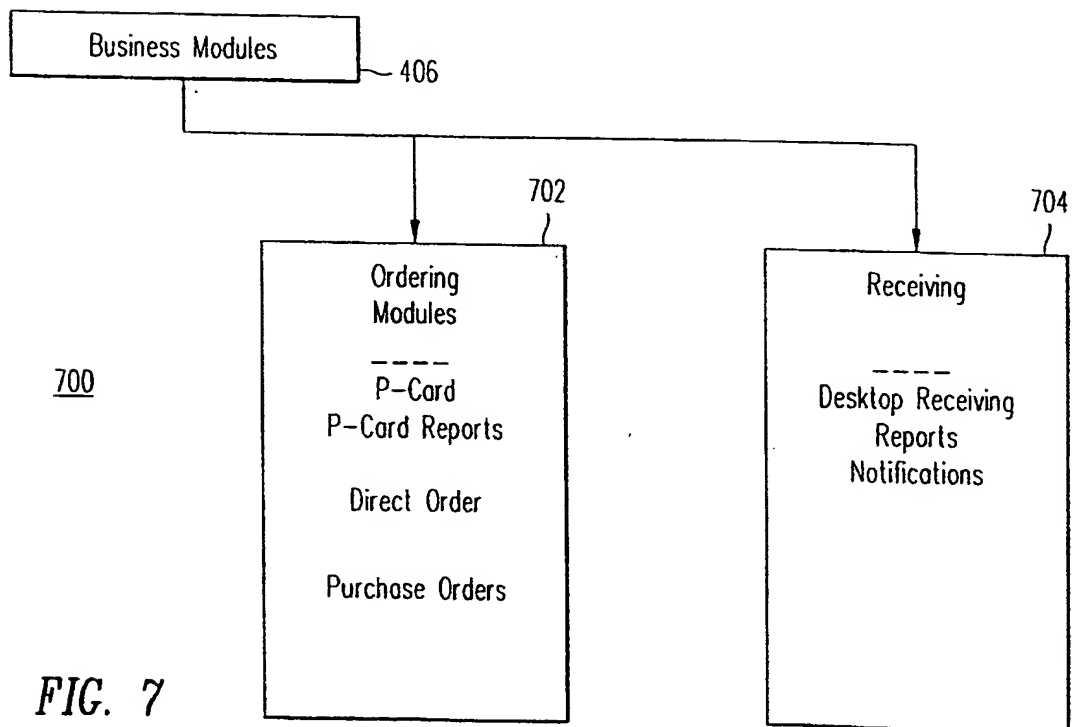 Business Modules
406
702
704
Ordering
Modules
----
P-Card
P-Card Reports
Direct Order
Purchase Orders
Receiving
----
Desktop Receiving
Reports
Notifications
700
FIG. 7